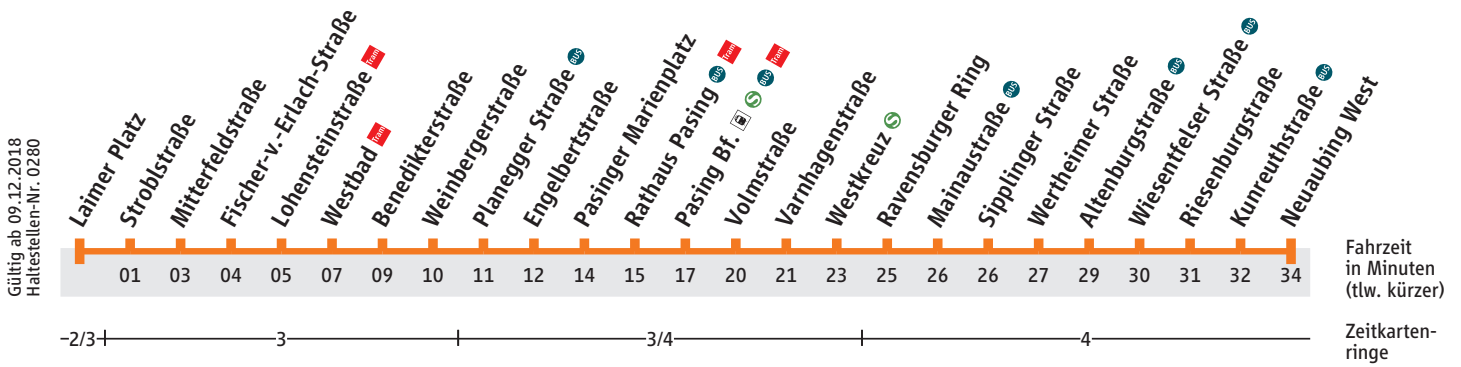 Gültig ab 09.12.2018
Haltestellen-Nr. 0280
Laimer Platz
Stroblstraße
Mitterfeldstraße
Fischer-v.-Erlach-Straße
Lohensteinstraße Tram
Westbad Tram
Benedikterstraße
Weinbergerstraße
Planegger Straße BUS
Engelbertstraße
Pasinger Marienplatz
Rathaus Pasing BUS Tram
Pasing Bf. S BUS Tram
Volmstraße
Varnhagenstraße
Westkreuz S
Ravensburger Ring
Mainaustraße BUS
Sipplinger Straße
Wertheimer Straße
Altenburgstraße BUS
Wiesentfelser Straße BUS
Riesenburgstraße
Kunreuthstraße BUS
Neuaubing West
01 03 04 05 07 09 10 11 12 14 15 17 20 21 23 25 26 26 27 29 30 31 32 34
Fahrzeit
in Minuten
(tlw. kürzer)
2/3 3 3/4 4
Zeitkarten-
ringe